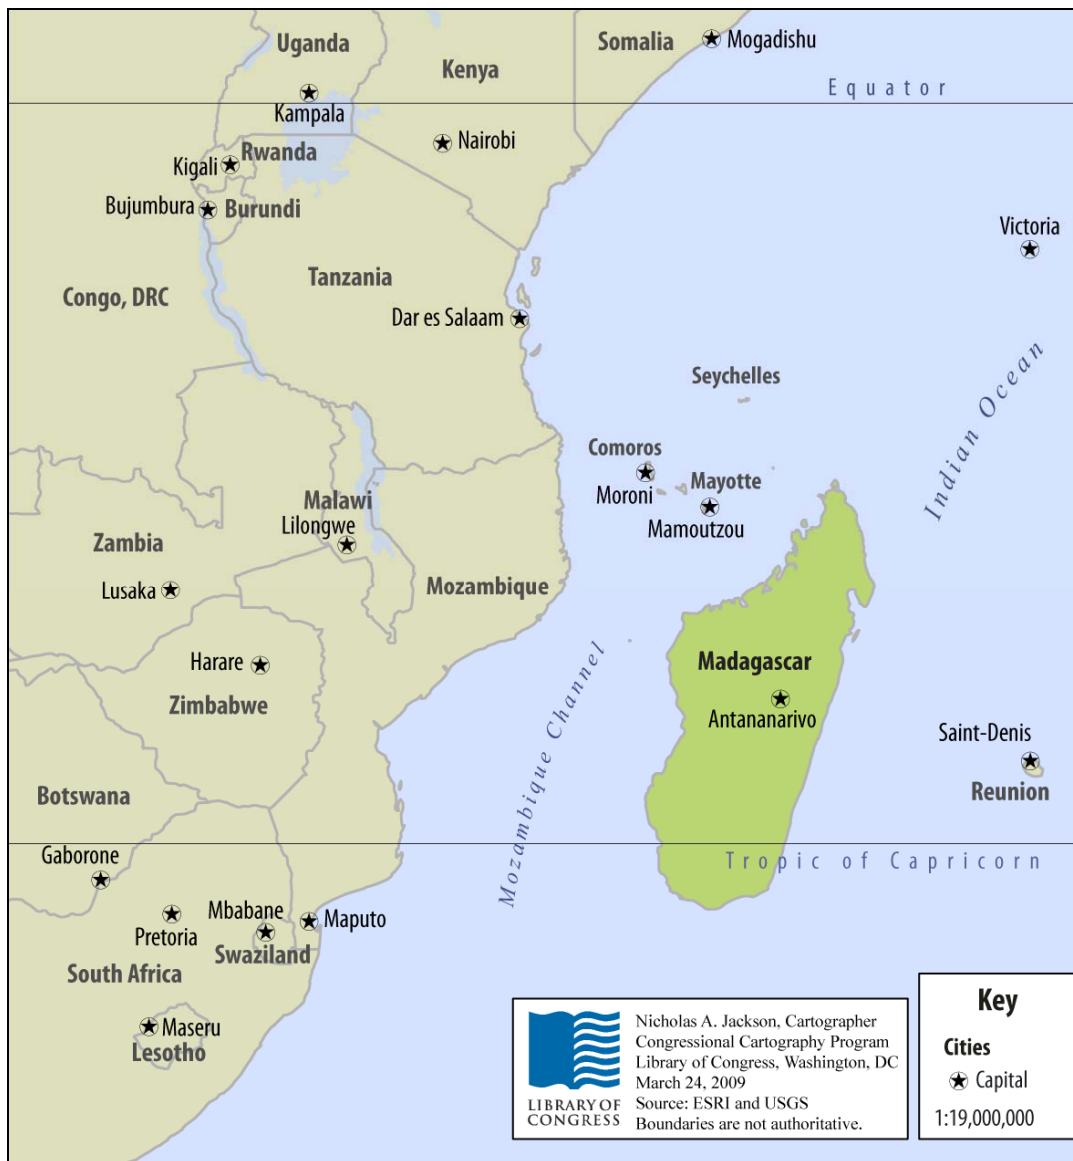 Uganda
Kenya
Somalia
Mogadishu
Equator
Kampala
Nairobi
Rwanda
Kigali
Bujumbura
Burundi
Victoria
Tanzania
Congo, DRC
Dar es Salaam
Seychelles
Indian Ocean
Comoros
Moroni
Mayotte
Mamoutzou
Malawi
Lilongwe
Zambia
Lusaka
Mozambique
Harare
Zimbabwe
Mozambique Channel
Madagascar
Antananarivo
Saint-Denis
Reunion
Botswana
Gaborone
Tropic of Capricorn
Pretoria
Mbabane
Maputo
Swaziland
South Africa
Maseru
Lesotho
LIBRARY OF
CONGRESS
Nicholas A. Jackson, Cartographer
Congressional Cartography Program
Library of Congress, Washington, DC
March 24, 2009
Source: ESRI and USGS
Boundaries are not authoritative.
Key
Cities
Capital
1:19,000,000